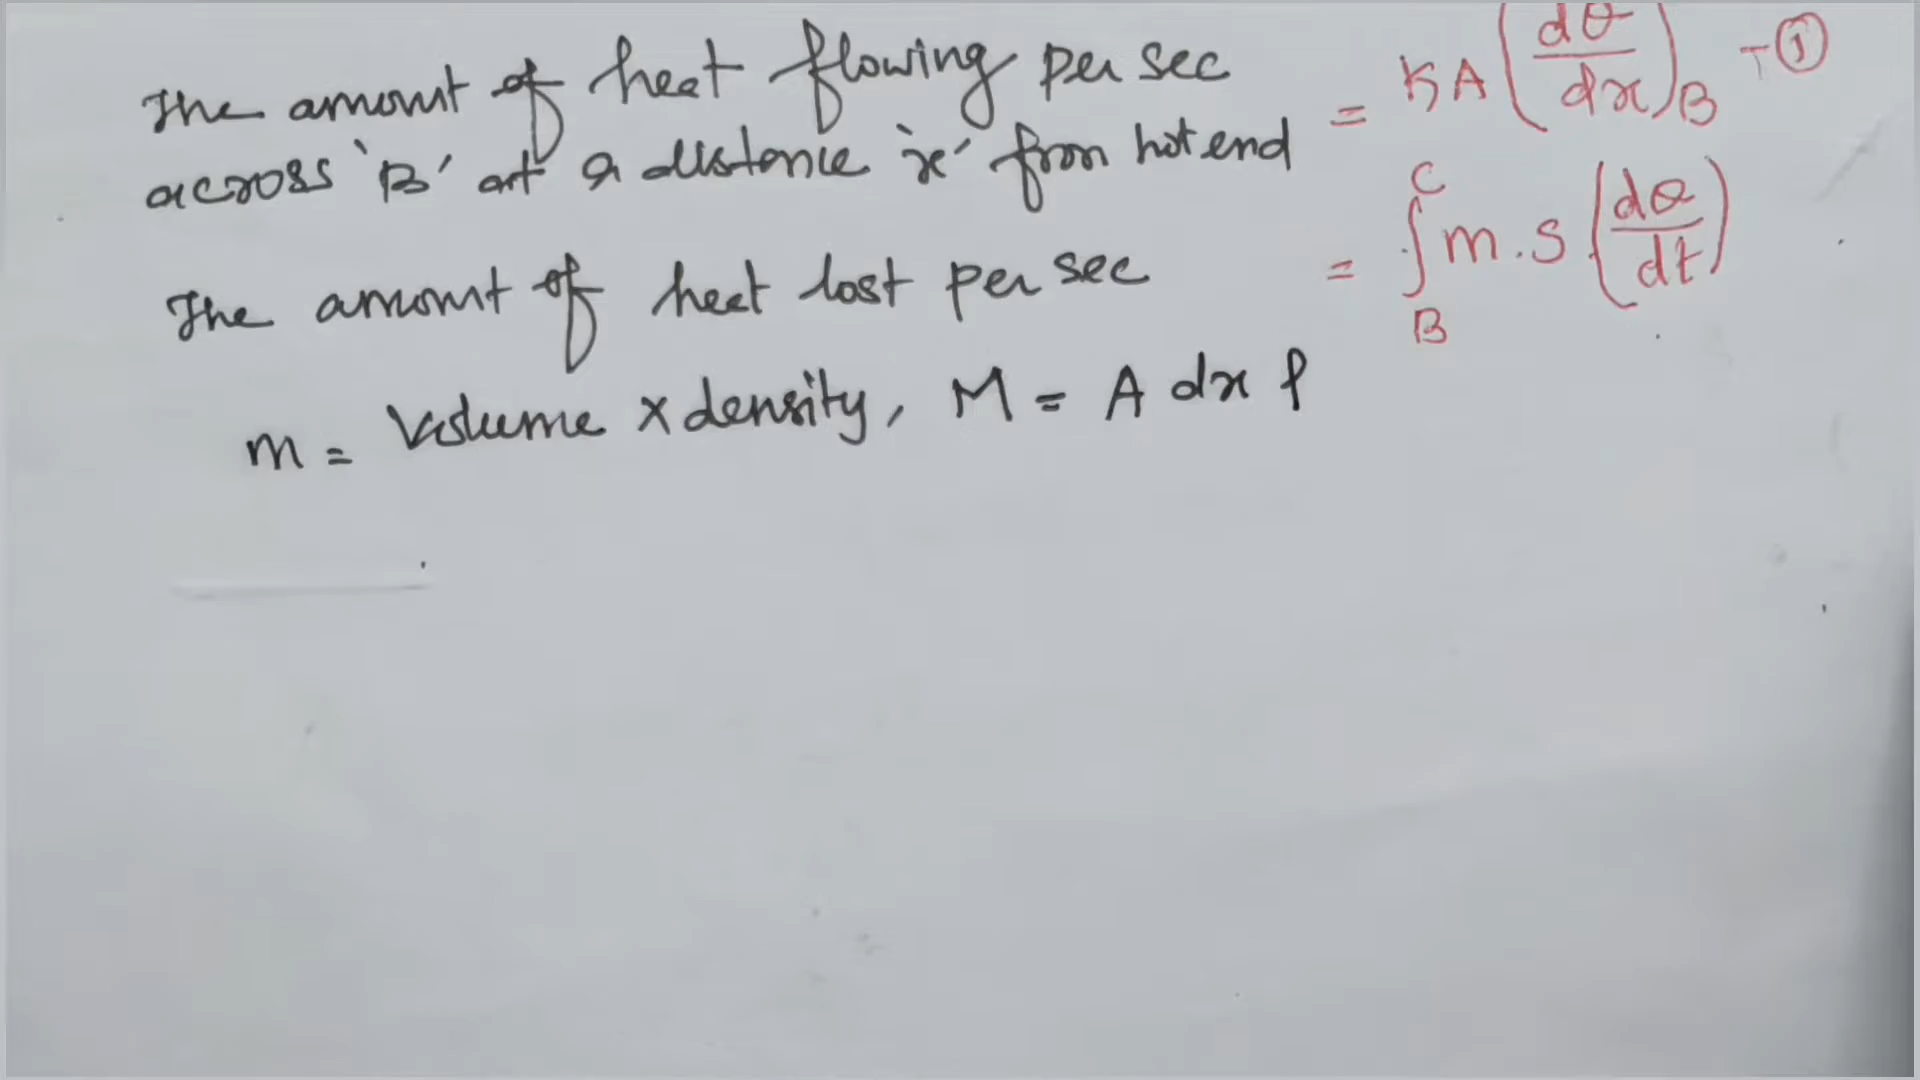 The amount of heat flowing per sec
across 'B' at a distance 'x' from hot end = KA (dθ/dx)B - ①
The amount of heat lost per sec = ∫ᴮC m.s (dθ/dt)
m = Volume x density, M = A dx ρ